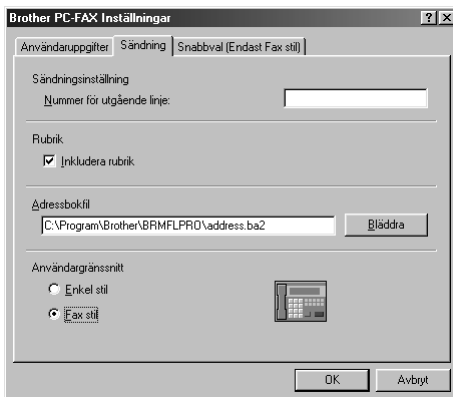 Brother PC-FAX Inställningar
Användaruppgifter Sändning Snabbval (Endast Fax stil)
Sändningsinställning
Nummer för utgående linje:
Rubrik
Inkludera rubrik
Adressbokfil
C:\Program\Brother\BRMFLPRO\address.ba2 Bläddra
Användargränssnitt
Enkel stil
Fax stil
OK Avbryt